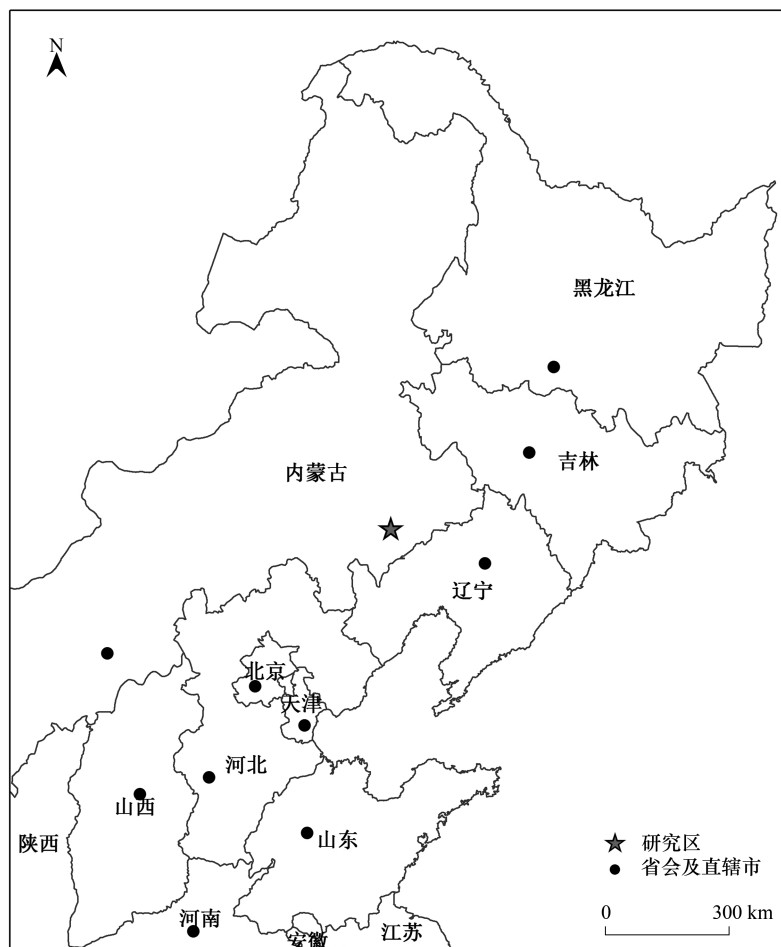 N
黑龙江
内蒙古
吉林
辽宁
北京
天津
河北
山西
山东
陕西
研究区
省会及直辖市
河南
安徽
江苏
0
300 km